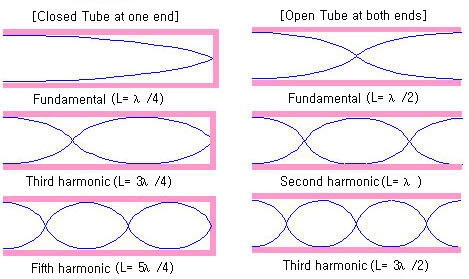 [Closed Tube at one end]
[Open Tube at both ends]
Fundamental (L= λ /4)
Fundamental (L= λ /2)
Third harmonic (L= 3λ /4)
Second harmonic(L= λ )
Fifth harmonic (L= 5λ /4)
Third harmonic (L= 3λ /2)